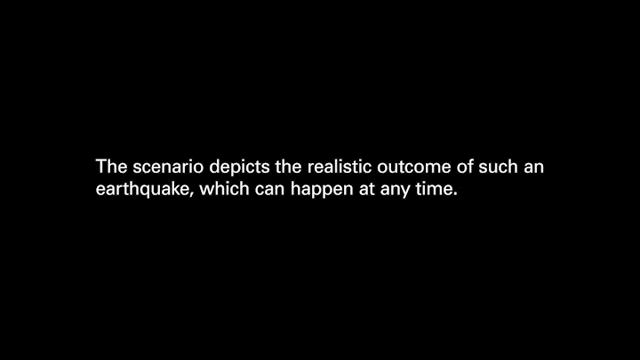 The scenario depicts the realistic outcome of such an
earthquake, which can happen at any time.